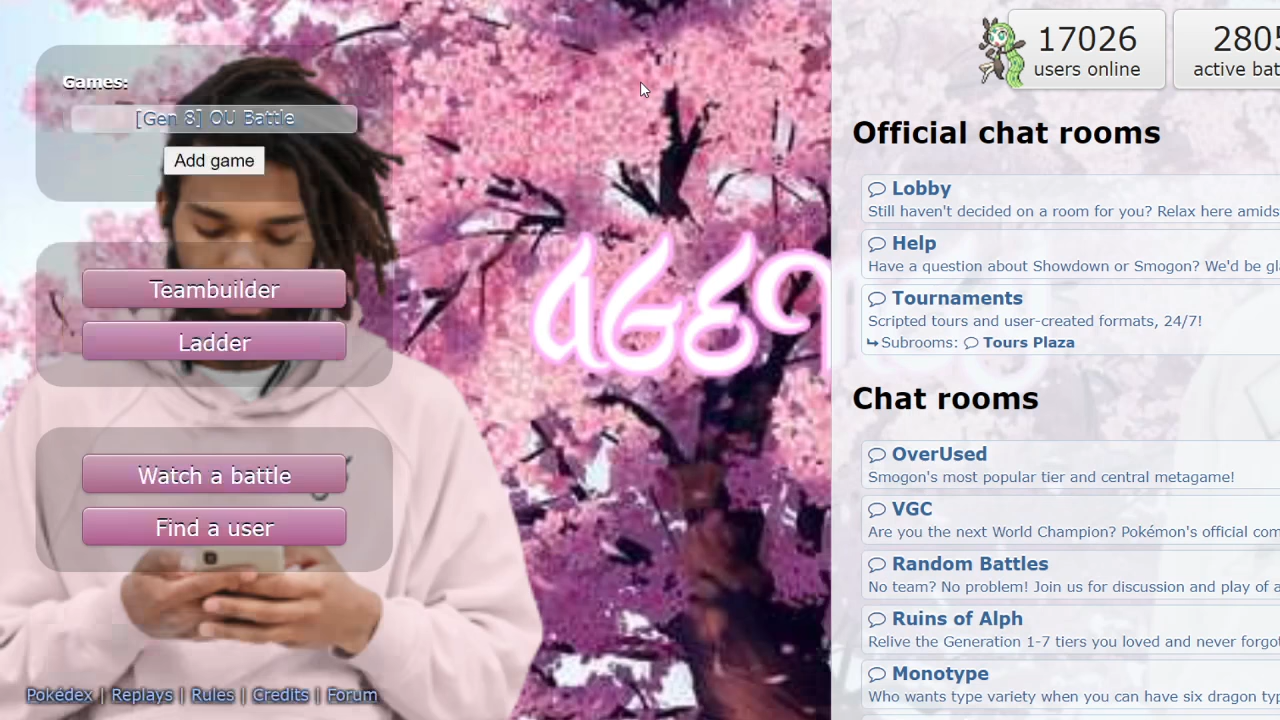 Games:
[Gen 8] OU Battle
Add game
Teambuilder
Ladder
Watch a battle
Find a user
Pokédex | Replays | Rules | Credits | Forum
17026
users online
active bat
Official chat rooms
Lobby
Still haven't decided on a room for you? Relax here amids
Help
Have a question about Showdown or Smogon? We'd be gl
Tournaments
Scripted tours and user-created formats, 24/7!
Subrooms: Tours Plaza
Chat rooms
OverUsed
Smogon's most popular tier and central metagame!
VGC
Are you the next World Champion? Pokémon's official com
Random Battles
No team? No problem! Join us for discussion and play of a
Ruins of Alph
Relive the Generation 1-7 tiers you loved and never forgo
Monotype
Who wants type variety when you can have six dragon typ